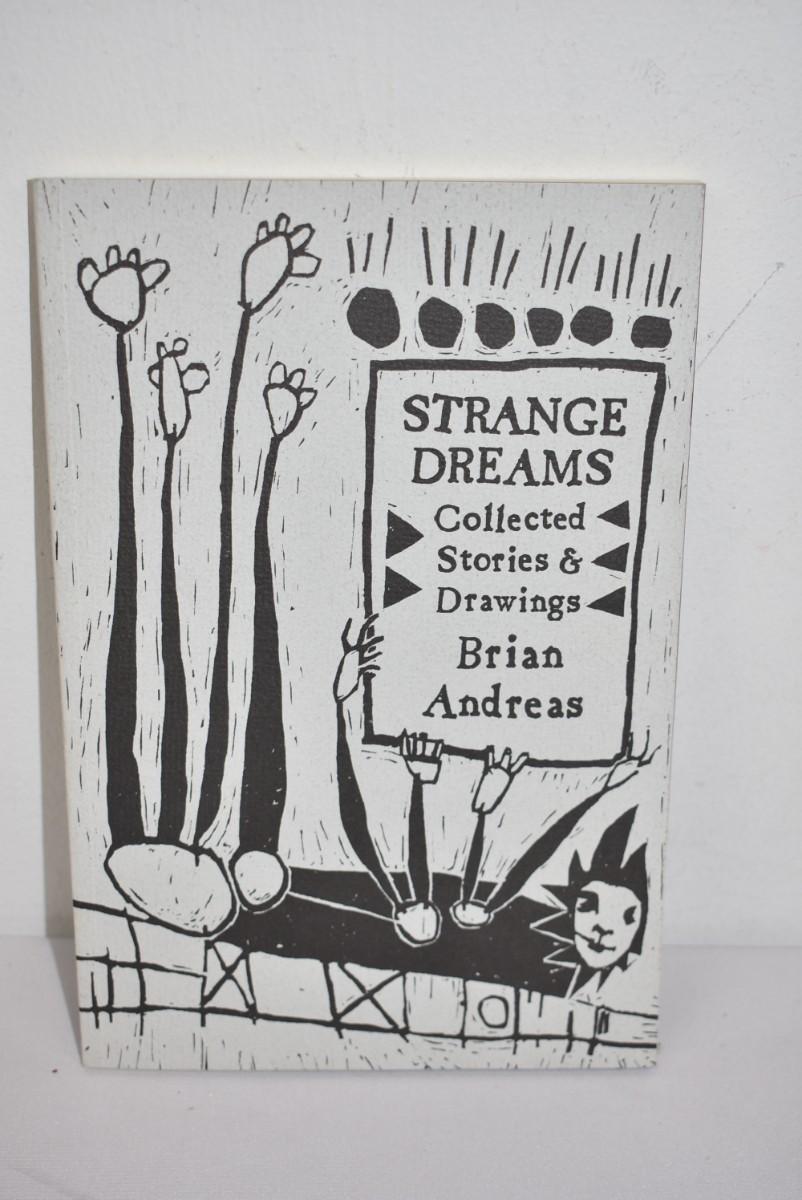 STRANGE
DREAMS
Collected
Stories &
Drawings
Brian
Andreas